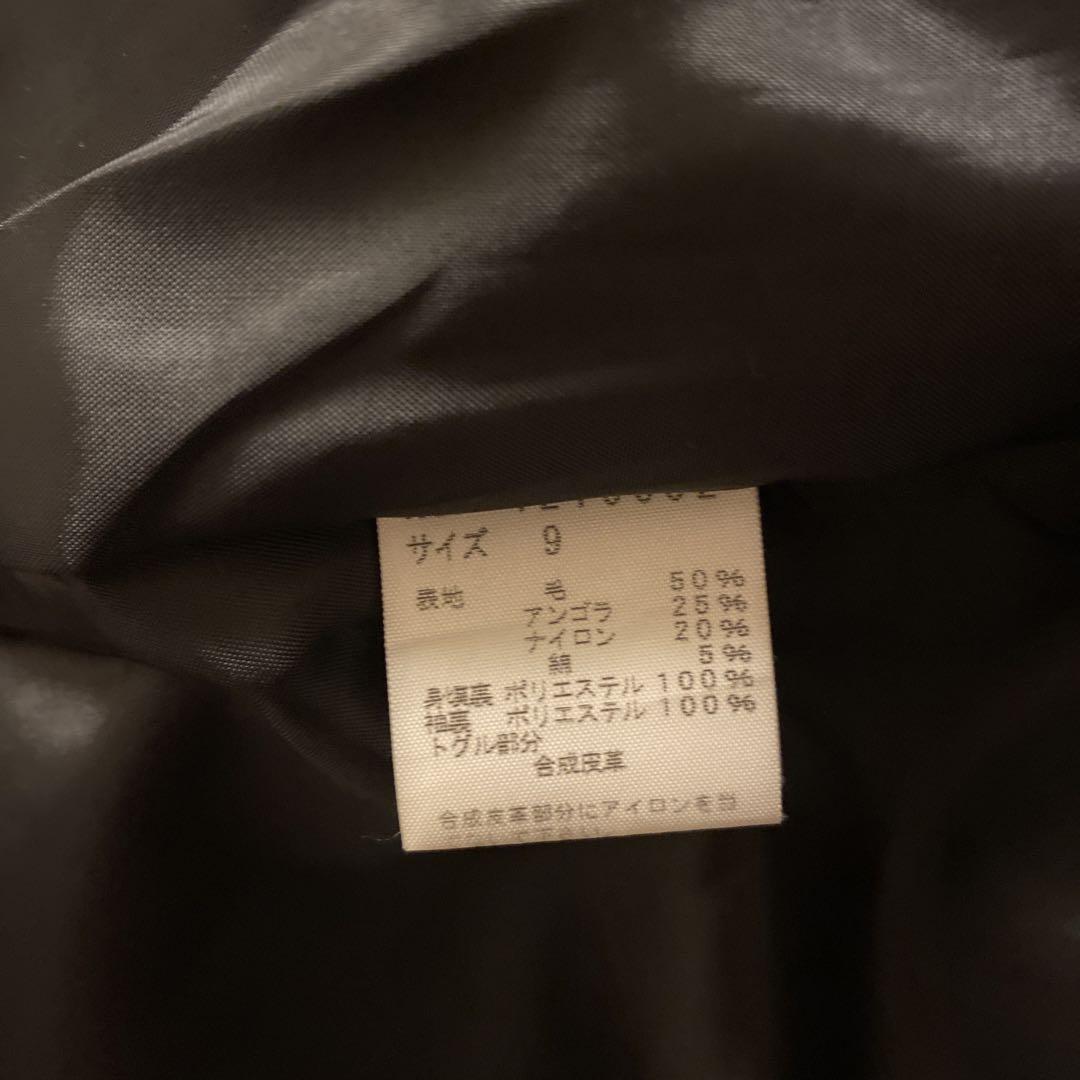 サイズ 9
表地 毛 50%
アンゴラ 25%
ナイロン 20%
綿 5%
身頃裏 ポリエステル 100%
袖裏 ポリエステル 100%
トグル部分
合成皮革
合成皮革部分にアイロンを当